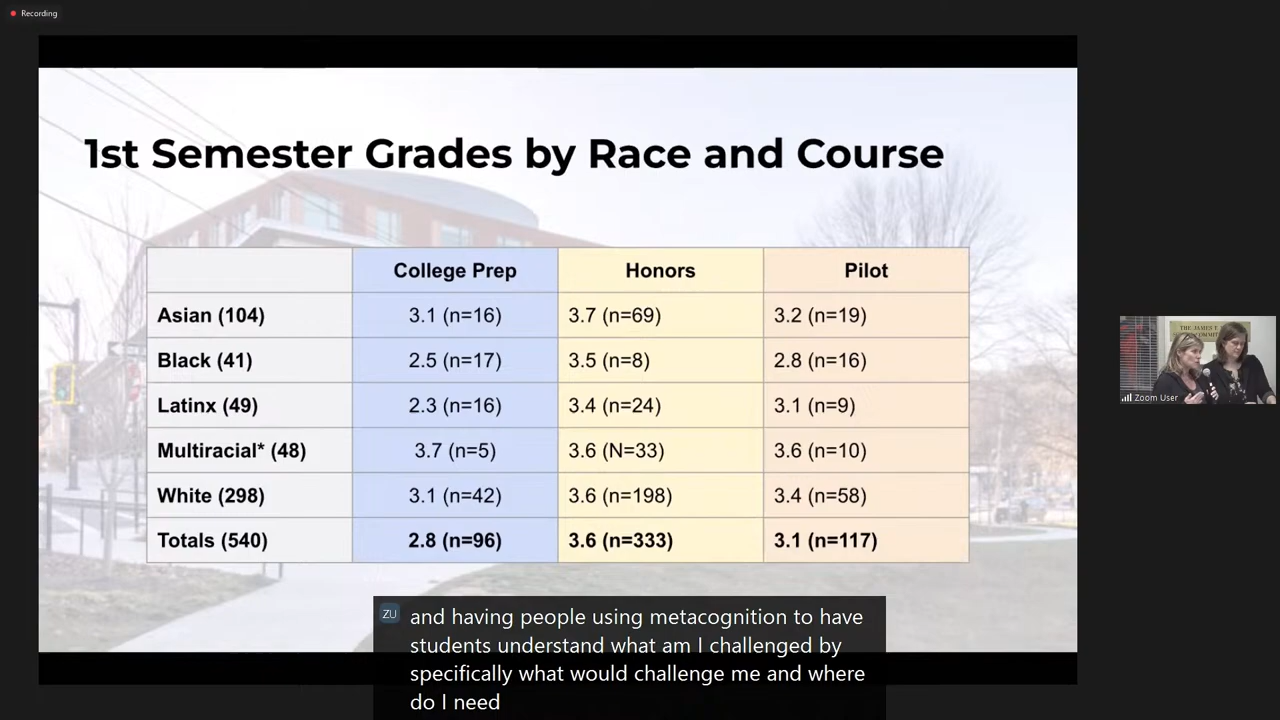 Recording
1st Semester Grades by Race and Course
College Prep Honors Pilot
Asian (104) 3.1 (n=16) 3.7 (n=69) 3.2 (n=19)
Black (41) 2.5 (n=17) 3.5 (n=8) 2.8 (n=16)
Latinx (49) 2.3 (n=16) 3.4 (n=24) 3.1 (n=9)
Multiracial* (48) 3.7 (n=5) 3.6 (N=33) 3.6 (n=10)
White (298) 3.1 (n=42) 3.6 (n=198) 3.4 (n=58)
Totals (540) 2.8 (n=96) 3.6 (n=333) 3.1 (n=117)
THE JAMES F.
Zoom User
ZU
and having people using metacognition to have
students understand what am I challenged by
specifically what would challenge me and where
do I need